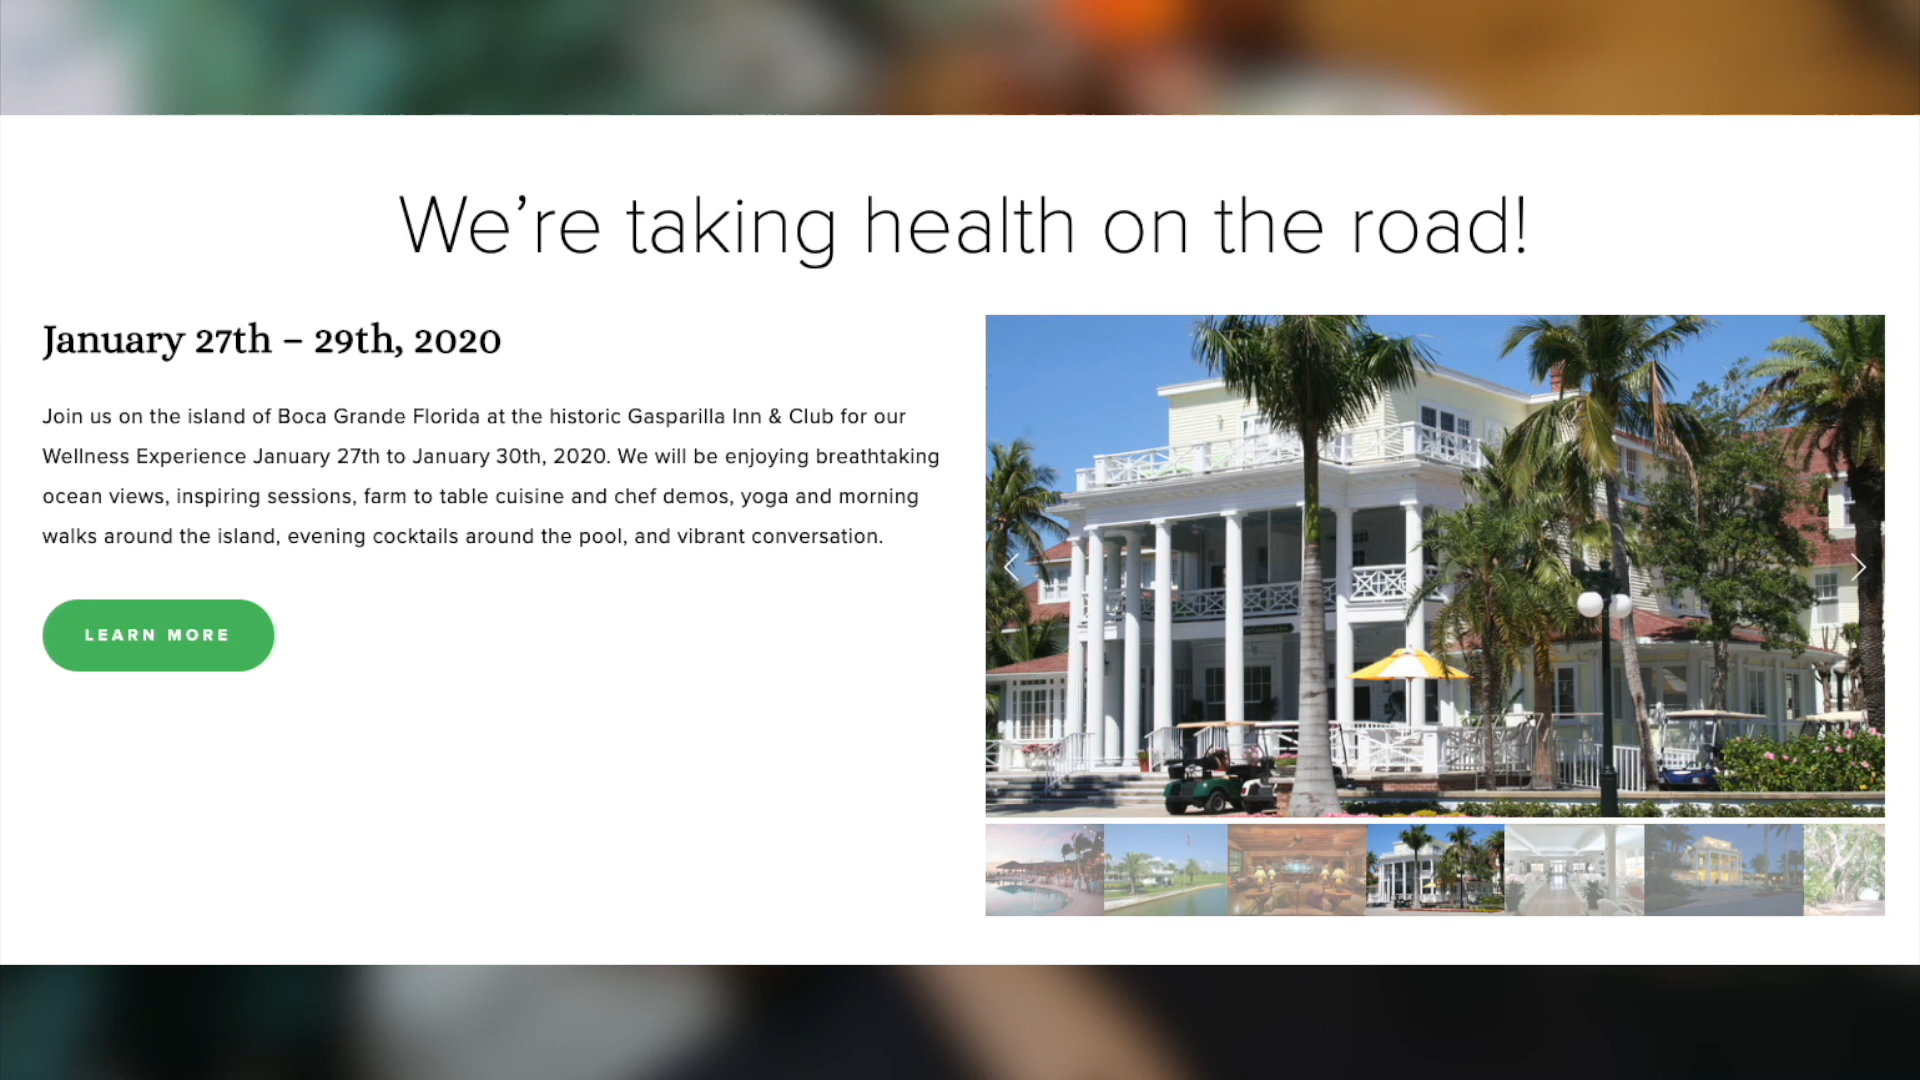 We’re taking health on the road!
January 27th – 29th, 2020
Join us on the island of Boca Grande Florida at the historic Gasparilla Inn & Club for our
Wellness Experience January 27th to January 30th, 2020. We will be enjoying breathtaking
ocean views, inspiring sessions, farm to table cuisine and chef demos, yoga and morning
walks around the island, evening cocktails around the pool, and vibrant conversation.
LEARN MORE